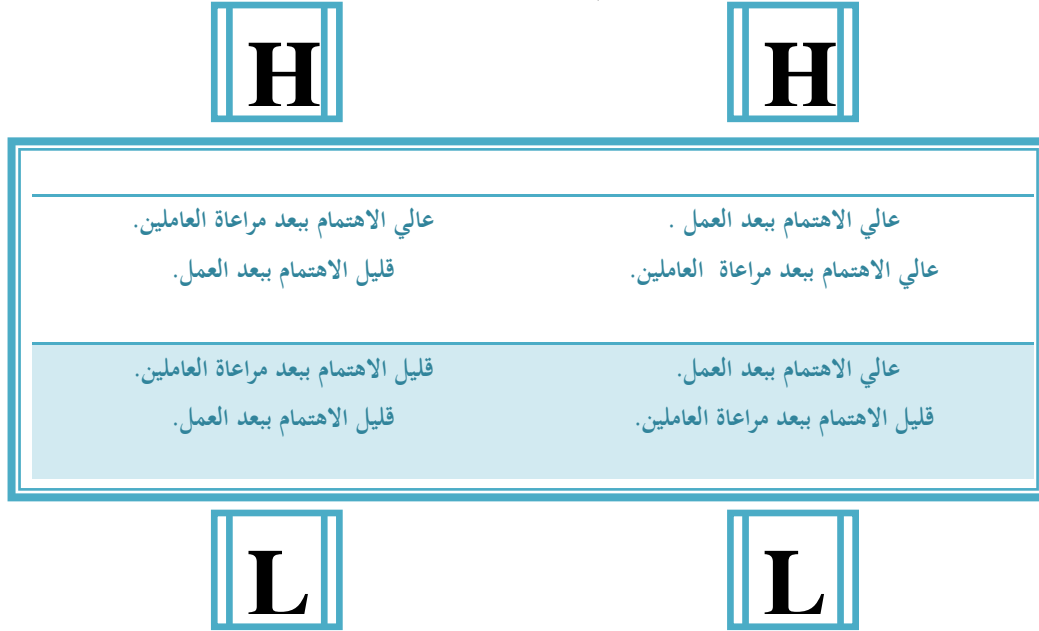 H
H
عالي الاهتمام ببعد العمل .
عالي الاهتمام ببعد مراعاة  العاملين.
عالي الاهتمام ببعد مراعاة العاملين.
قليل الاهتمام ببعد العمل.
عالي الاهتمام ببعد العمل.
قليل الاهتمام ببعد مراعاة العاملين.
قليل الاهتمام ببعد مراعاة العاملين.
قليل الاهتمام ببعد العمل.
L
L